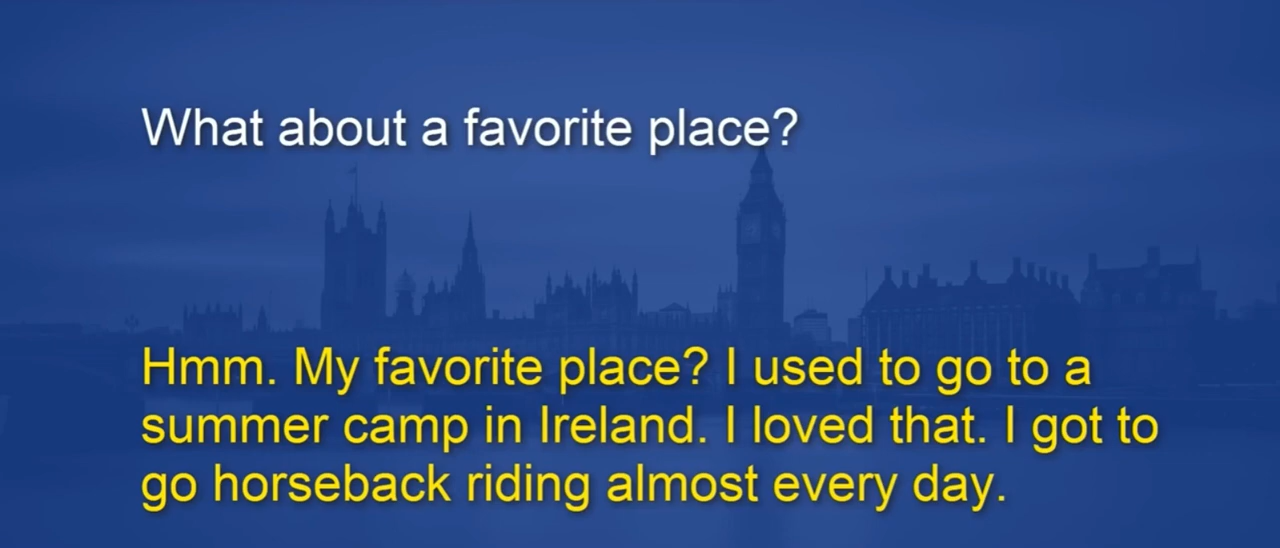 What about a favorite place?
Hmm. My favorite place? I used to go to a
summer camp in Ireland. I loved that. I got to
go horseback riding almost every day.